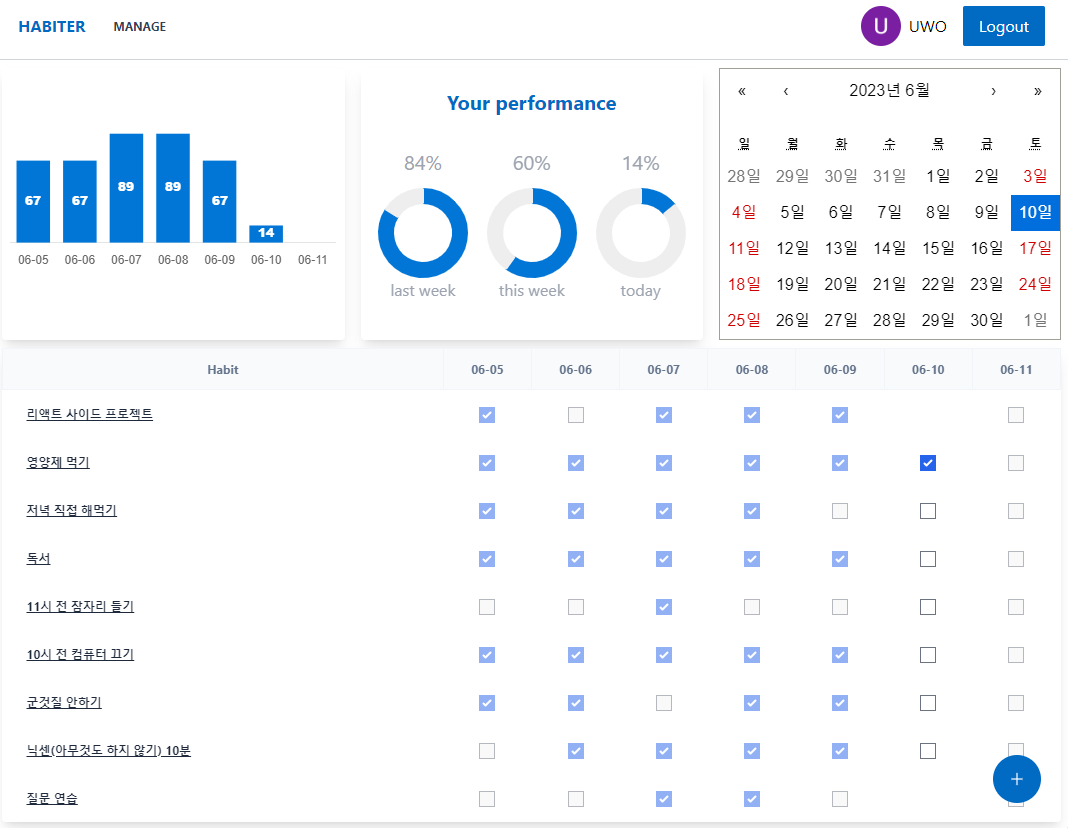 HABITER MANAGE U UWO Logout
67 67 89 89 67 14
06-05 06-06 06-07 06-08 06-09 06-10 06-11
Your performance
84% 60% 14%
last week this week today
« ‹ 2023년 6월 › »
일 월 화 수 목 금 토
28일 29일 30일 31일 1일 2일 3일
4일 5일 6일 7일 8일 9일 10일
11일 12일 13일 14일 15일 16일 17일
18일 19일 20일 21일 22일 23일 24일
25일 26일 27일 28일 29일 30일 1일
Habit 06-05 06-06 06-07 06-08 06-09 06-10 06-11
리액트 사이드 프로젝트
영양제 먹기
저녁 직접 해먹기
독서
11시 전 잠자리 들기
10시 전 컴퓨터 끄기
군것질 안하기
닉센(아무것도 하지 않기) 10분
질문 연습
+